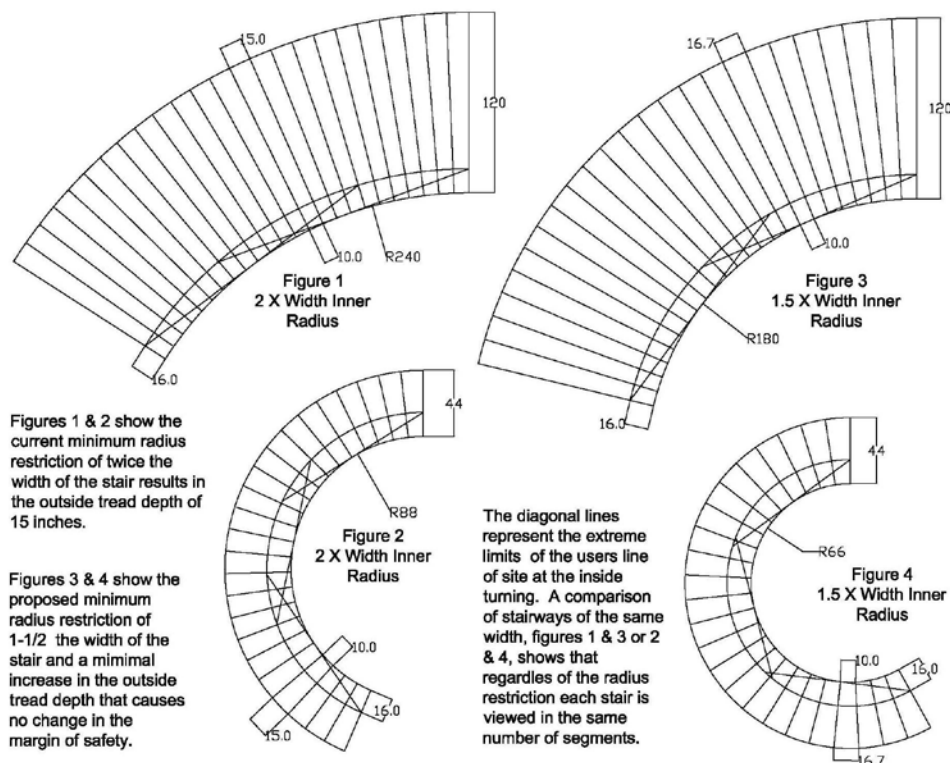 15.0
120
10.0
R240
16.0
Figure 1
2 X Width Inner
Radius
16.7
120
10.0
R180
16.0
Figure 3
1.5 X Width Inner
Radius
Figures 1 & 2 show the
current minimum radius
restriction of twice the
width of the stair results in
the outside tread depth of
15 inches.
Figures 3 & 4 show the
proposed minimum
radius restriction of
1-1/2 the width of the
stair and a mimimal
increase in the outside
tread depth that causes
no change in the
margin of safety.
44
R88
Figure 2
2 X Width Inner
Radius
10.0
16.0
15.0
The diagonal lines
represent the extreme
limits of the users line
of site at the inside
turning. A comparison
of stairways of the same
width, figures 1 & 3 or 2
& 4, shows that
regardles of the radius
restriction each stair is
viewed in the same
number of segments.
44
R66
Figure 4
1.5 X Width Inner
Radius
10.0
16.0
16.7